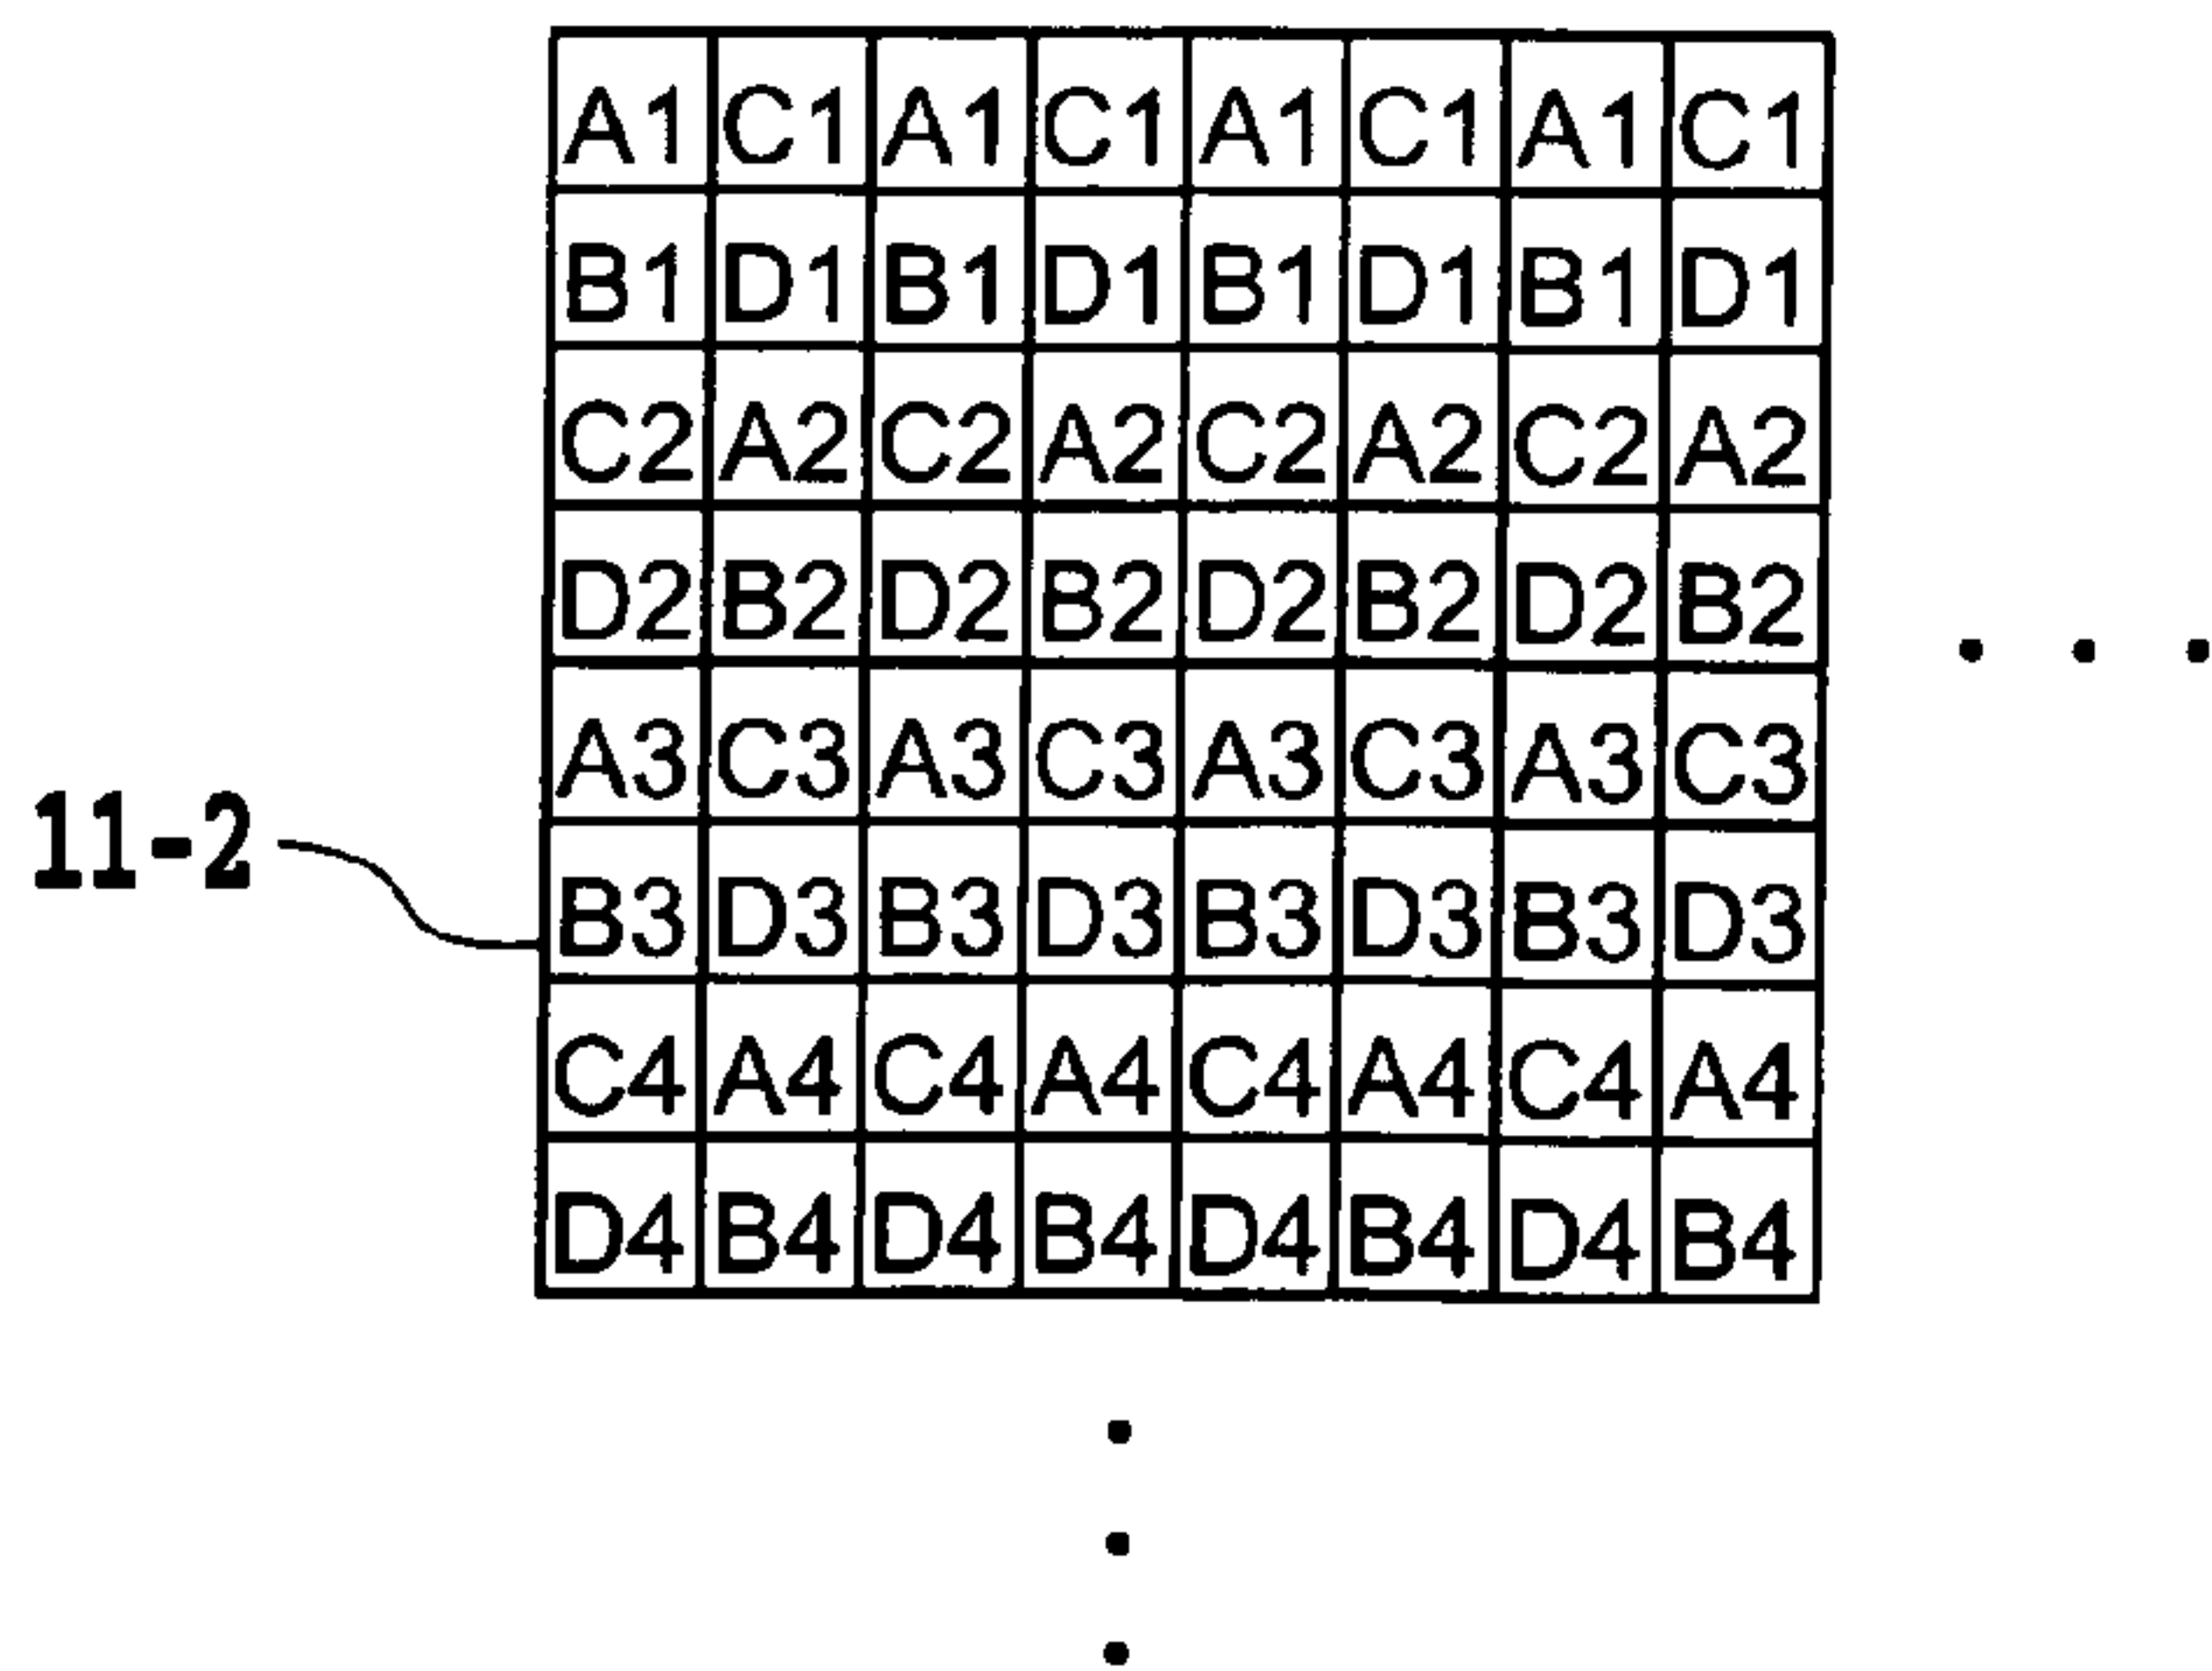 A1 C1 A1 C1 A1 C1 A1 C1
B1 D1 B1 D1 B1 D1 B1 D1
C2 A2 C2 A2 C2 A2 C2 A2
D2 B2 D2 B2 D2 B2 D2 B2
A3 C3 A3 C3 A3 C3 A3 C3
11-2
B3 D3 B3 D3 B3 D3 B3 D3
C4 A4 C4 A4 C4 A4 C4 A4
D4 B4 D4 B4 D4 B4 D4 B4